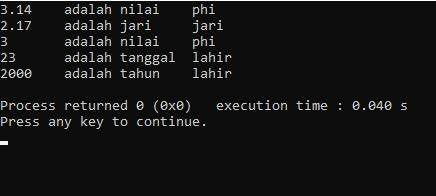 3.14    adalah nilai    phi
2.17    adalah jari     jari
3       adalah nilai    phi
23      adalah tanggal  lahir
2000    adalah tahun    lahir
Process returned 0 (0x0)   execution time : 0.040 s
Press any key to continue.